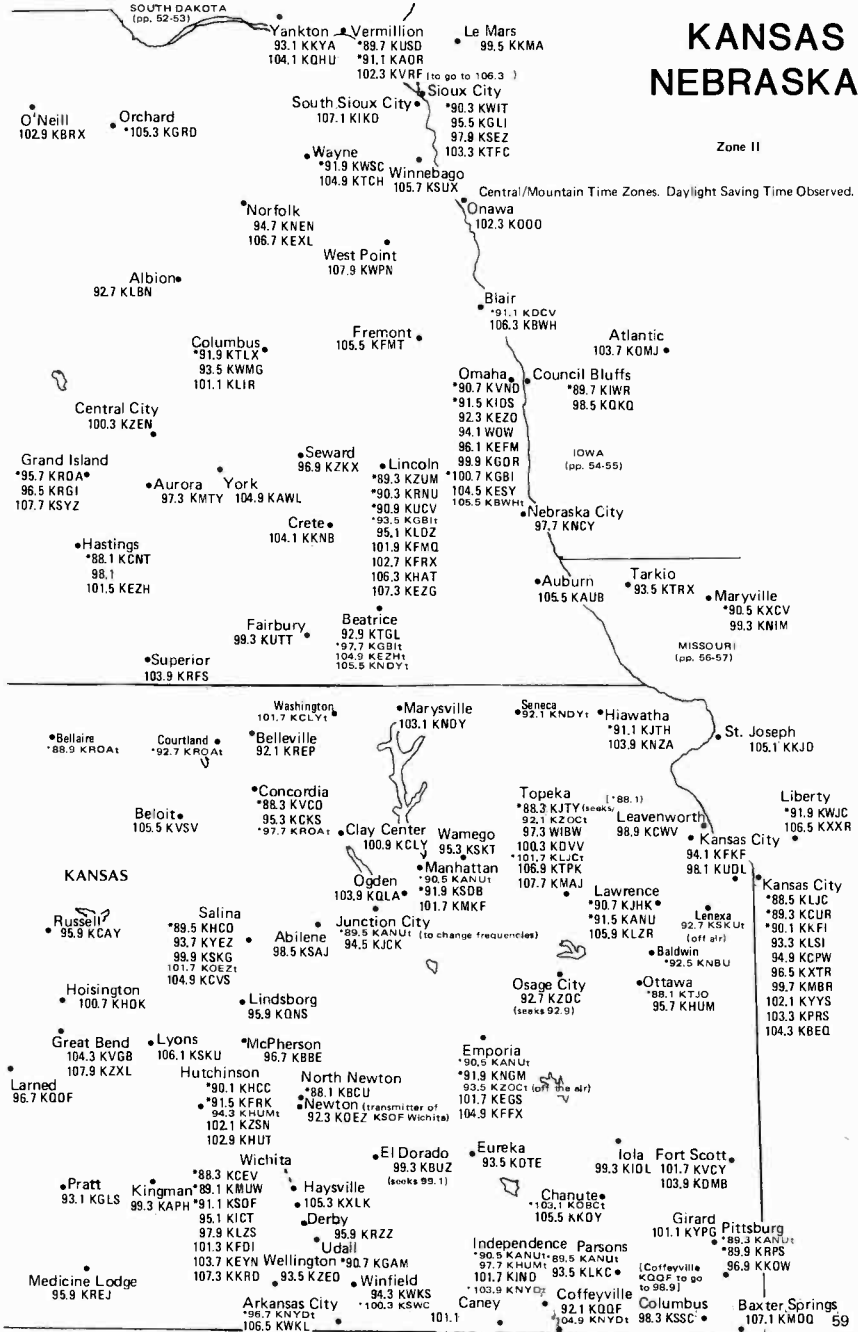 SOUTH DAKOTA
(pp. 52-53)
KANSAS
NEBRASKA
Zone II
Central/Mountain Time Zones. Daylight Saving Time Observed.
Yankton
93.1 KKYA
104.1 KQHU
Vermillion
*89.7 KUSD
*91.1 KAOR
102.3 KVRF (to go to 106.3 )
Le Mars
99.5 KKMA
Sioux City
*90.3 KWIT
95.5 KGLI
97.9 KSEZ
103.3 KTFC
South Sioux City
107.1 KIKD
O'Neill
102.9 KBRX
Orchard
*105.3 KGRD
Wayne
*91.9 KWSC
104.9 KTCH
Winnebago
105.7 KSUX
Onawa
102.3 KOOO
Norfolk
94.7 KNEN
106.7 KEXL
West Point
107.9 KWPN
Albion
92.7 KLBN
Blair
*91.1 KDCV
106.3 KBWH
Columbus
*91.9 KTLX
93.5 KWMG
101.1 KLIR
Fremont
105.5 KFMT
Atlantic
103.7 KOMJ
Omaha
*90.7 KVNO
*91.5 KIOS
92.3 KEZO
94.1 WOW
96.1 KEFM
99.9 KGOR
*100.7 KGBI
104.5 KESY
105.5 KBWHt
Council Bluffs
*89.7 KIWR
98.5 KQKQ
IOWA
(pp. 54-55)
Central City
100.3 KZEN
Grand Island
*95.7 KROA
96.5 KRGI
107.7 KSYZ
Aurora
97.3 KMTY
York
104.9 KAWL
Seward
96.9 KZKX
Lincoln
*89.3 KZUM
*90.3 KRNU
*90.9 KUCV
*93.5 KGBIt
95.1 KLDZ
101.9 KFMQ
102.7 KFRX
106.3 KHAT
107.3 KEZG
Crete
104.1 KKNB
Nebraska City
97.7 KNCY
Hastings
*88.1 KCNT
98.1
101.5 KEZH
Auburn
105.5 KAUB
Tarkio
93.5 KTRX
Maryville
*90.5 KXCV
99.3 KNIM
Fairbury
99.3 KUTT
Beatrice
92.9 KTGL
*97.7 KGBIt
104.9 KEZHt
105.5 KNDYt
MISSOURI
(pp. 56-57)
Superior
103.9 KRFS
Washington
101.7 KCLYt
Marysville
103.1 KNDY
Seneca
92.1 KNDYt
Hiawatha
*91.1 KJTH
103.9 KNZA
St. Joseph
105.1 KKJO
Bellaire
*88.9 KROAt
Courtland
*92.7 KROAt
Belleville
92.1 KREP
Concordia
*88.3 KVCO
95.3 KCKS
*97.7 KROAt
Beloit
105.5 KVSV
Clay Center
100.9 KCLY
Wamego
95.3 KSKT
Topeka
*88.3 KJTY (seeks *88.1)
92.1 KZOCt
97.3 WIBW
100.3 KDVV
*101.7 KLJCt
106.9 KTPK
107.7 KMAJ
Leavenworth
98.9 KCWV
Liberty
*91.9 KWJC
106.5 KXXR
Kansas City
94.1 KFKF
98.1 KUDL
KANSAS
Manhattan
*90.5 KANUt
*91.9 KSDB
101.7 KMKF
Ogden
103.9 KQLA
Lawrence
*90.7 KJHK
*91.5 KANU
105.9 KLZR
Kansas City
*88.5 KLJC
*89.3 KCUR
*90.1 KKFI
93.3 KLSI
94.9 KCPW
96.5 KXTR
99.7 KMBR
102.1 KYYS
103.3 KPRS
104.3 KBEQ
Lenexa
92.7 KSKUt
(off air)
Russell
95.9 KCAY
Salina
*89.5 KHCD
93.7 KYEZ
99.9 KSKG
101.7 KOEZt
104.9 KCVS
Abilene
98.5 KSAJ
Junction City
*89.5 KANUt (to change frequencies)
94.5 KJCK
Baldwin
*92.5 KNBU
Osage City
92.7 KZOC
(seeks 92.9)
Ottawa
*88.1 KTJO
95.7 KHUM
Hoisington
100.7 KHOK
Lindsborg
95.9 KQNS
Great Bend
104.3 KVGB
107.9 KZXL
Lyons
106.1 KSKU
McPherson
96.7 KBBE
Emporia
*90.5 KANUt
*91.9 KNGM
93.5 KZOCt (off the air)
101.7 KEGS
104.9 KFFX
Larned
96.7 KQDF
Hutchinson
*90.1 KHCC
*91.5 KFRK
94.3 KHUMt
102.1 KZSN
102.9 KHUT
North Newton
*88.1 KBCU
Newton (transmitter of
92.3 KOEZ KSOF Wichita)
El Dorado
99.3 KBUZ
(seeks 99.1)
Eureka
93.5 KOTE
Iola
99.3 KIOL
Fort Scott
101.7 KVCY
103.9 KOMB
Wichita
*88.3 KCEV
*89.1 KMUW
*91.1 KSOF
95.1 KICT
97.9 KLZS
101.3 KFDI
103.7 KEYN
107.3 KKRD
Pratt
93.1 KGLS
Kingman
99.3 KAPH
Haysville
105.3 KXLK
Derby
95.9 KRZZ
Udall
*90.7 KGAM
Chanute
*103.1 KOBCt
105.5 KKOY
Girard
101.1 KYPG
Pittsburg
*89.3 KANUt
*89.9 KRPS
96.9 KKOW
Independence
*90.5 KANUt
97.7 KHUMt
101.7 KIND
*103.9 KNYDt
Parsons
*89.5 KANUt
93.5 KLKC
[Coffeyville
KQQF to go
to 98.9]
Medicine Lodge
95.9 KREJ
Wellington
93.5 KZED
Winfield
94.3 KWKS
*100.3 KSWC
Arkansas City
*96.7 KNYDt
106.5 KWKL
Caney
101.1
Coffeyville
92.1 KQQF
*104.9 KNYDt
Columbus
98.3 KSSC
Baxter Springs
107.1 KMOQ
59